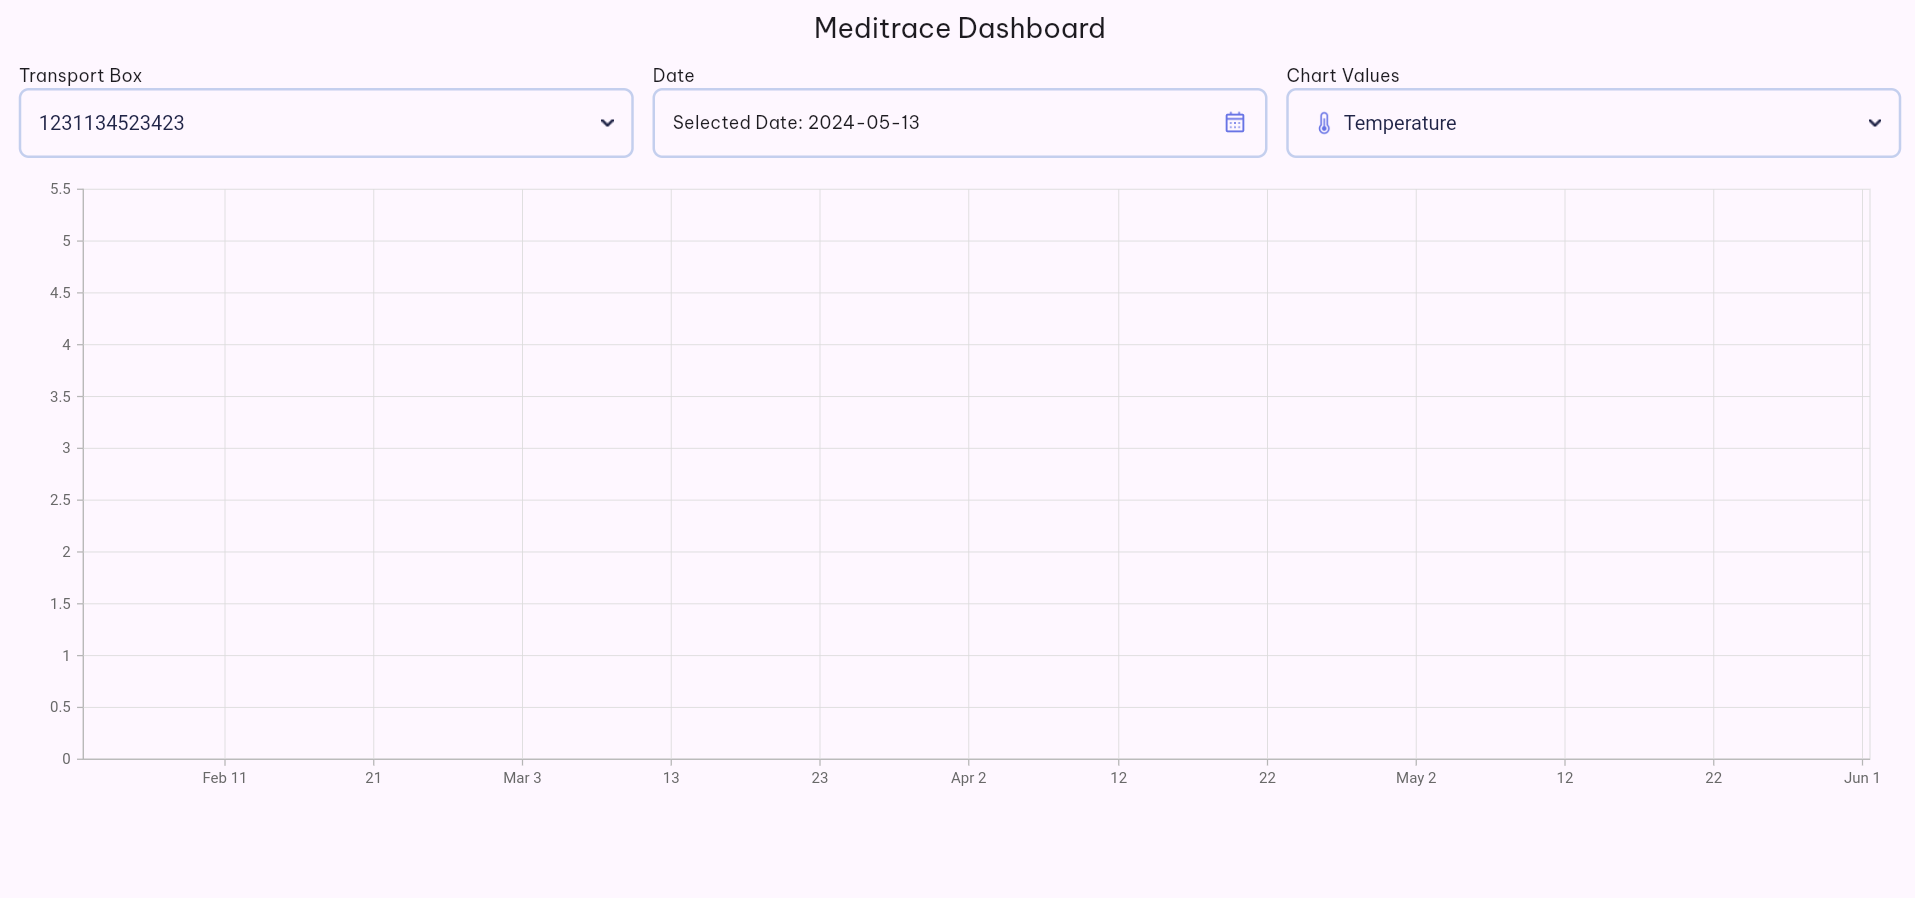 Meditrace Dashboard
Transport Box
Date
Chart Values
1231134523423
Selected Date: 2024-05-13
Temperature
5.5
5
4.5
4
3.5
3
2.5
2
1.5
1
0.5
0
Feb 11
21
Mar 3
13
23
Apr 2
12
22
May 2
12
22
Jun 1